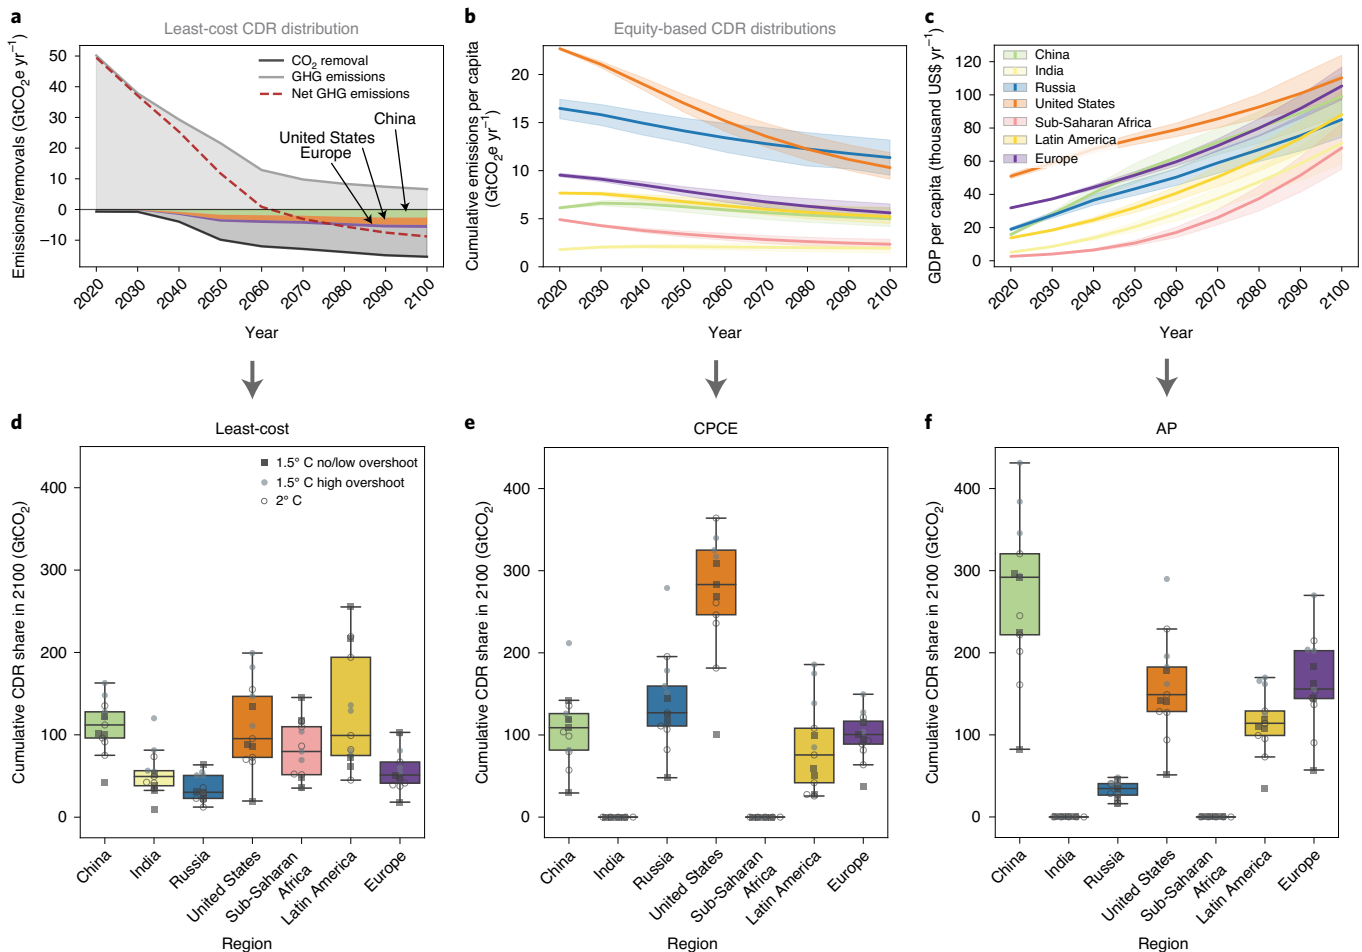 a
Least-cost CDR distribution
Emissions/removals (GtCO2e yr−1)
50
40
30
20
10
0
−10
CO2 removal
GHG emissions
Net GHG emissions
China
United States
Europe
2020
2030
2040
2050
2060
2070
2080
2090
2100
Year
b
Equity-based CDR distributions
Cumulative emissions per capita
(GtCO2e yr−1)
20
15
10
5
0
2020
2030
2040
2050
2060
2070
2080
2090
2100
Year
c
GDP per capita (thousand US$ yr−1)
120
100
80
60
40
20
0
China
India
Russia
United States
Sub-Saharan Africa
Latin America
Europe
2020
2030
2040
2050
2060
2070
2080
2090
2100
Year
d
Least-cost
Cumulative CDR share in 2100 (GtCO2)
400
300
200
100
0
1.5° C no/low overshoot
1.5° C high overshoot
2° C
China
India
Russia
United States
Sub-Saharan
Africa
Latin America
Europe
Region
e
CPCE
Cumulative CDR share in 2100 (GtCO2)
400
300
200
100
0
China
India
Russia
United States
Sub-Saharan
Africa
Latin America
Europe
Region
f
AP
Cumulative CDR share in 2100 (GtCO2)
400
300
200
100
0
China
India
Russia
United States
Sub-Saharan
Africa
Latin America
Europe
Region